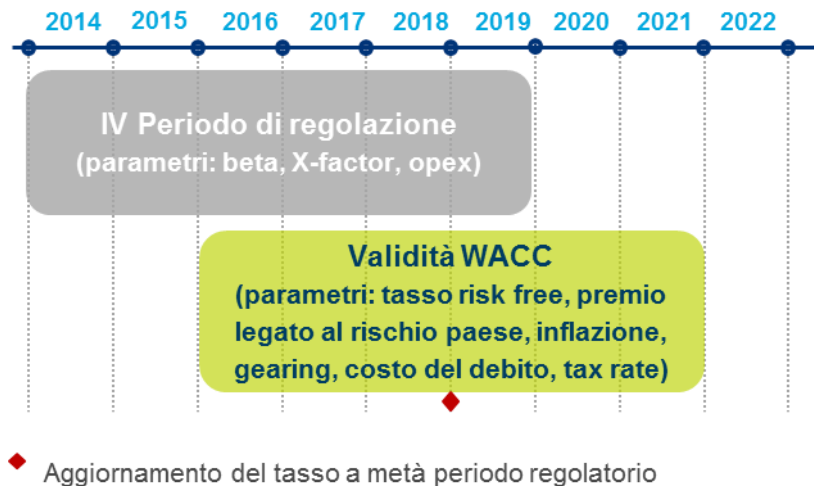 2014 2015 2016 2017 2018 2019 2020 2021 2022
IV Periodo di regolazione
(parametri: beta, X-factor, opex)
Validità WACC
(parametri: tasso risk free, premio
legato al rischio paese, inflazione,
gearing, costo del debito, tax rate)
Aggiornamento del tasso a metà periodo regolatorio